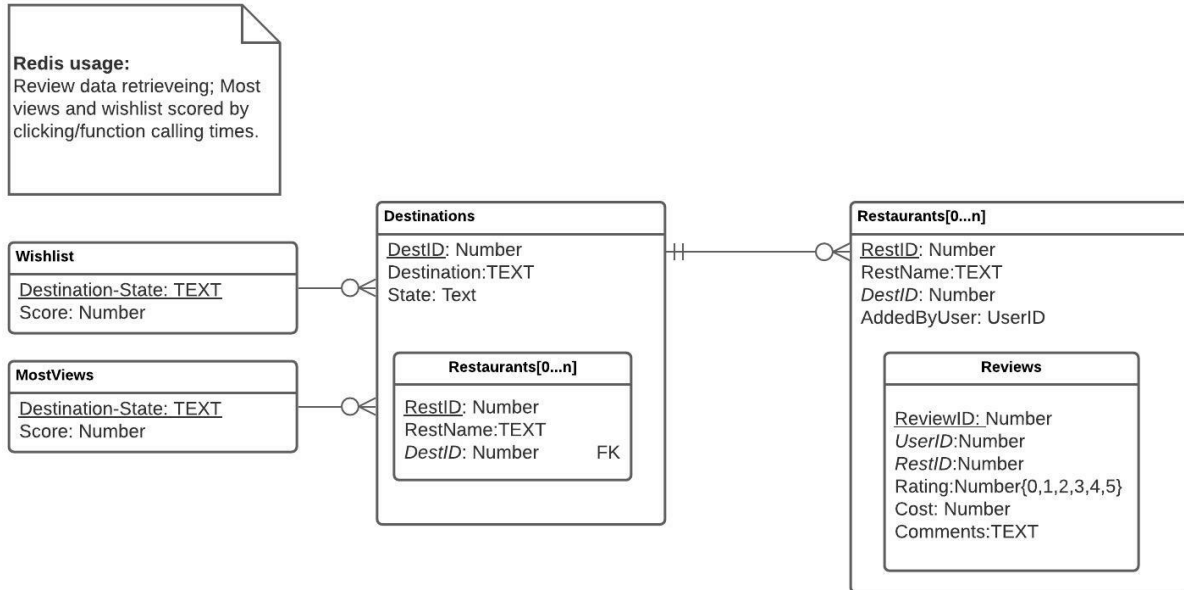 Redis usage:
Review data retrieveing; Most
views and wishlist scored by
clicking/function calling times.
Wishlist
Destination-State: TEXT
Score: Number
MostViews
Destination-State: TEXT
Score: Number
Destinations
DestID: Number
Destination:TEXT
State: Text
Restaurants[0...n]
RestID: Number
RestName:TEXT
DestID: Number FK
Restaurants[0...n]
RestID: Number
RestName:TEXT
DestID: Number
AddedByUser: UserID
Reviews
ReviewID: Number
UserID:Number
RestID:Number
Rating:Number{0,1,2,3,4,5}
Cost: Number
Comments:TEXT